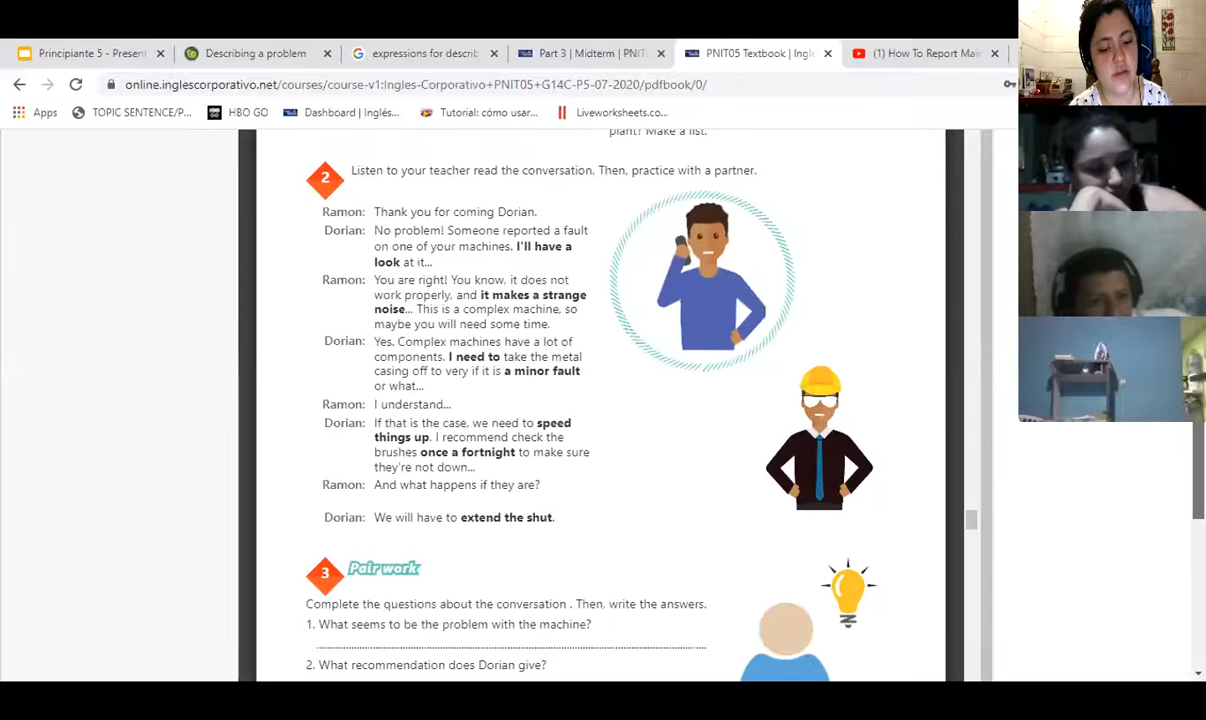 Principiante 5 - Present
Describing a problem
expressions for describ
Part 3 | Midterm | PNIT
PNIT05 Textbook | Ingl
(1) How To Report Mai
online.inglescorporativo.net/courses/course-v1:Ingles-Corporativo+PNIT05+G14C-P5-07-2020/pdfbook/0/
Apps
TOPIC SENTENCE/P...
HBO GO
Dashboard | Inglés...
Tutorial: cómo usar...
Liveworksheets.co...
plant? Make a list.
2
Listen to your teacher read the conversation. Then, practice with a partner.
Ramon: Thank you for coming Dorian.
Dorian: No problem! Someone reported a fault
on one of your machines. I'll have a
look at it...
Ramon: You are right! You know, it does not
work properly, and it makes a strange
noise... This is a complex machine, so
maybe you will need some time.
Dorian: Yes. Complex machines have a lot of
components. I need to take the metal
casing off to very if it is a minor fault
or what...
Ramon: I understand...
Dorian: If that is the case, we need to speed
things up. I recommend check the
brushes once a fortnight to make sure
they're not down...
Ramon: And what happens if they are?
Dorian: We will have to extend the shut.
3
Pair work
Complete the questions about the conversation . Then, write the answers.
1. What seems to be the problem with the machine?
2. What recommendation does Dorian give?